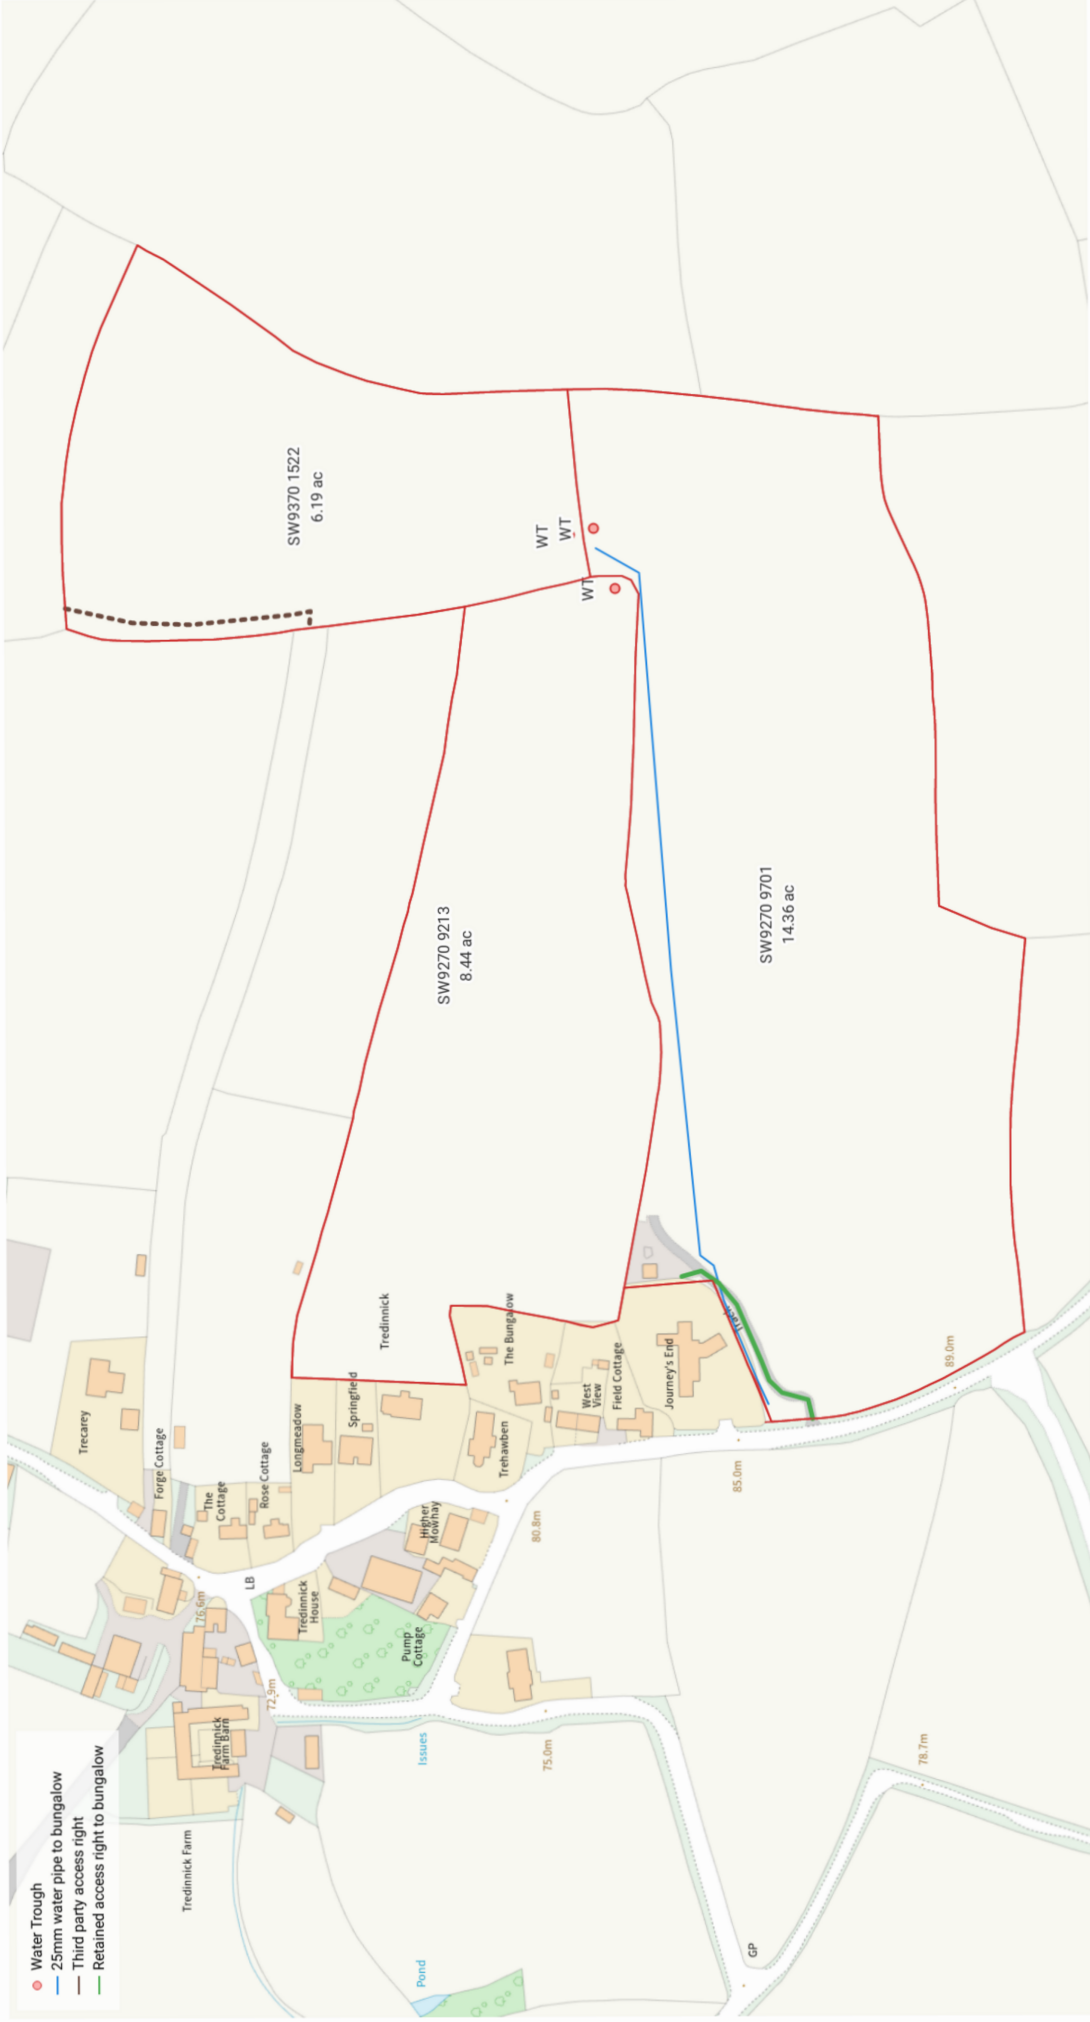 Water Trough
25mm water pipe to bungalow
Third party access right
Retained access right to bungalow
SW9370 1522
6.19 ac
WT
WT
WT
SW9270 9213
8.44 ac
SW9270 9701
14.36 ac
Trecarey
Forge Cottage
The
Cottage
Rose Cottage
Longmeadow
Springfield
Tredinnick
The Bungalow
West
View
Field Cottage
Journey's End
Track
Trehawben
Higher
Mowhay
LB
Tredinnick
House
Pump
Cottage
Tredinnick
Farm Barn
Tredinnick Farm
76.6m
72.9m
80.8m
85.0m
89.0m
75.0m
78.7m
Issues
Pond
GP